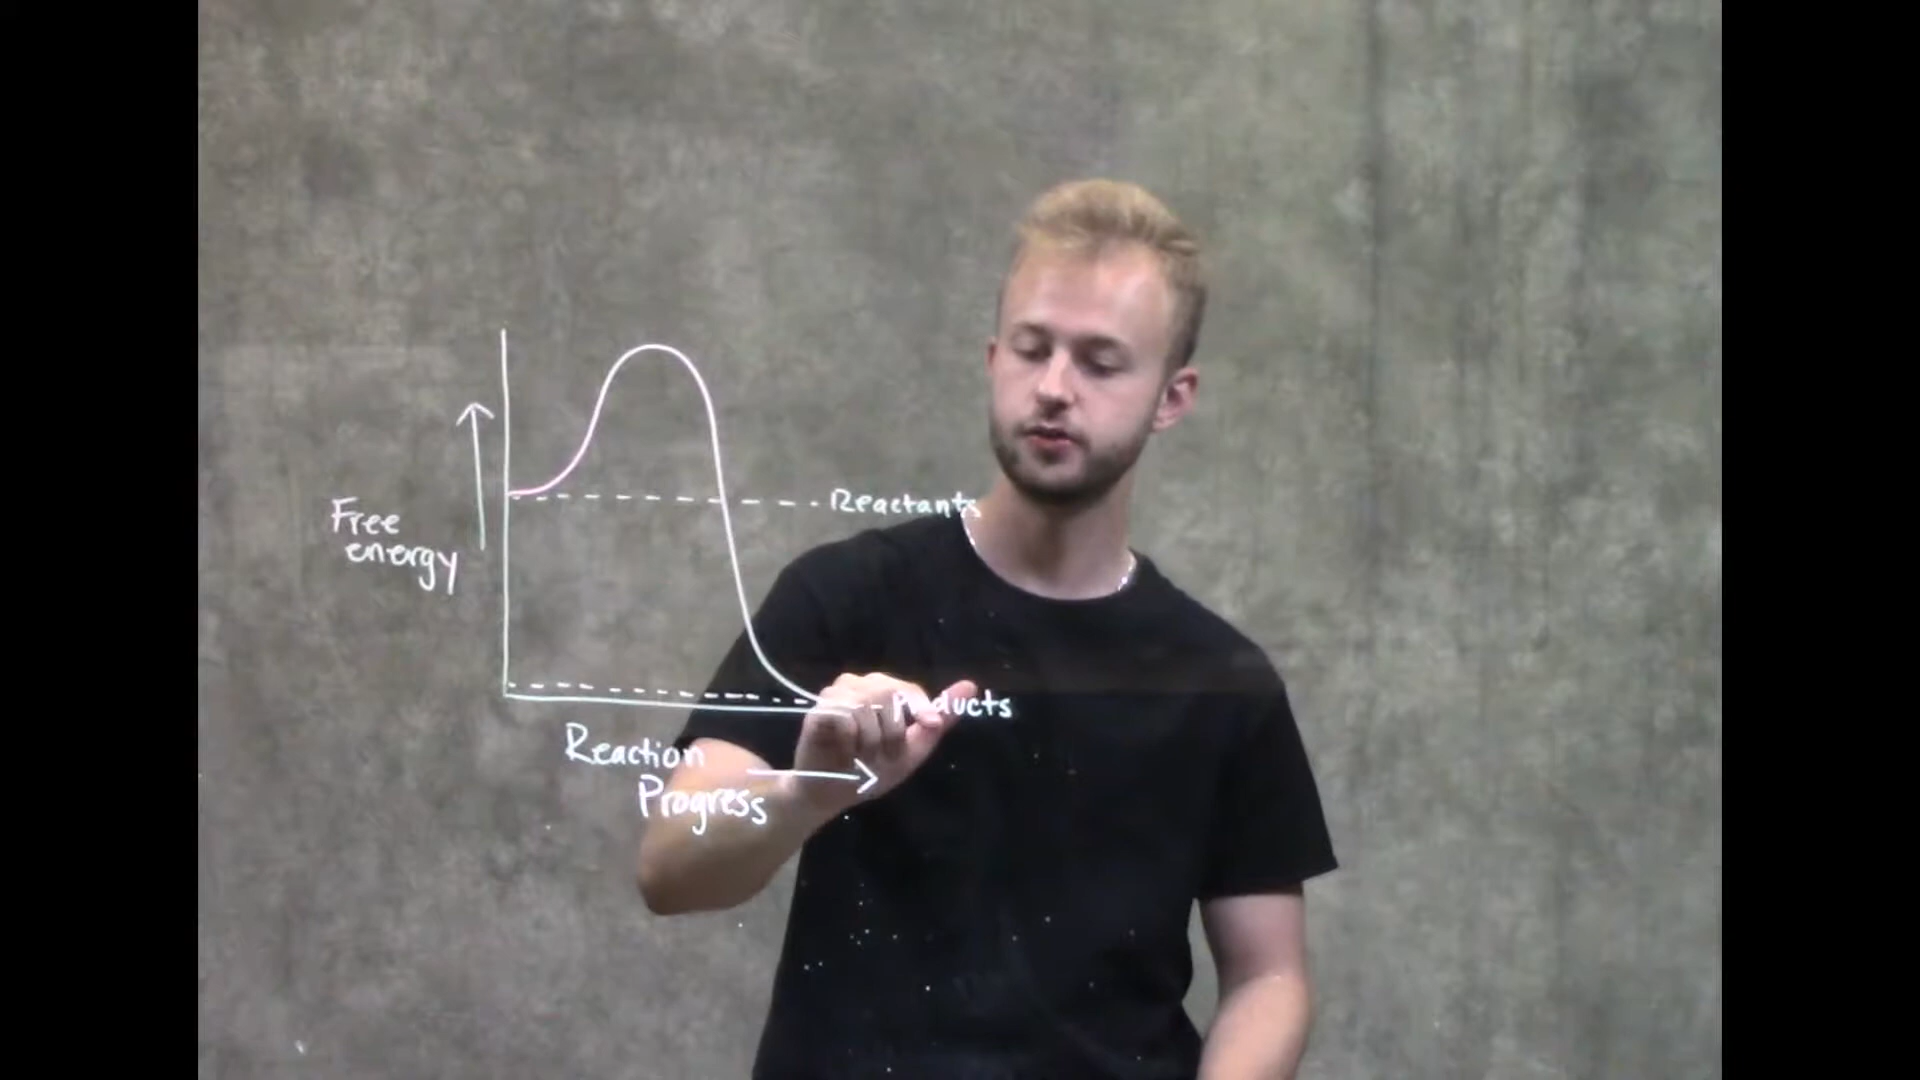 Free
energy
Reactants
Products
Reaction
Progress